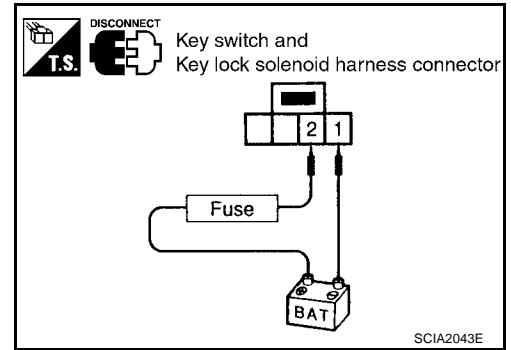 T.S.
DISCONNECT
Key switch and
Key lock solenoid harness connector
2 1
Fuse
BAT
SCIA2043E